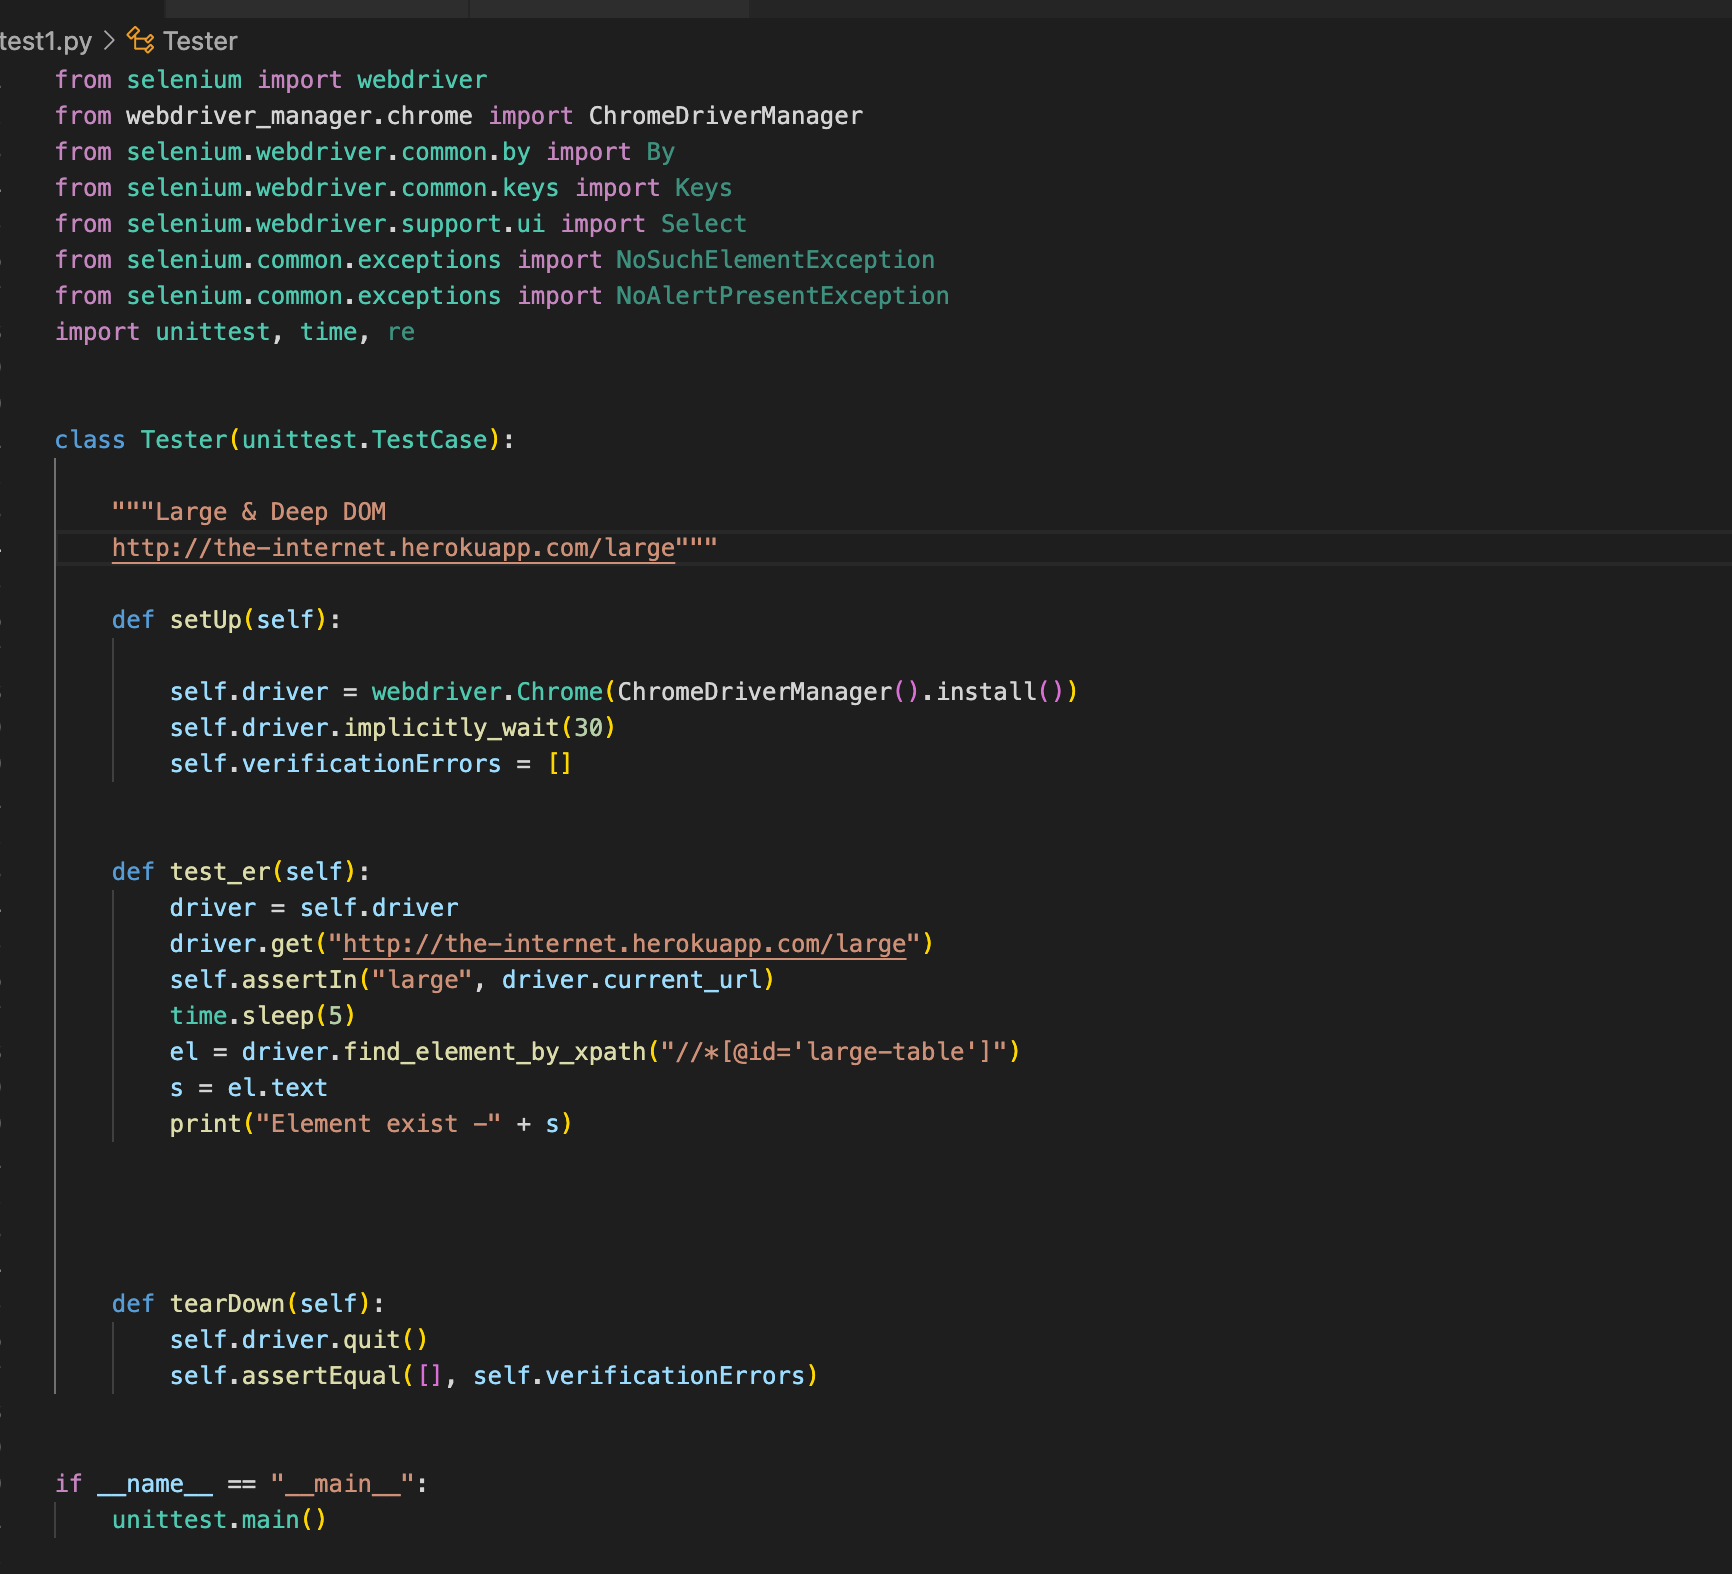 test1.py > Tester
from selenium import webdriver
from webdriver_manager.chrome import ChromeDriverManager
from selenium.webdriver.common.by import By
from selenium.webdriver.common.keys import Keys
from selenium.webdriver.support.ui import Select
from selenium.common.exceptions import NoSuchElementException
from selenium.common.exceptions import NoAlertPresentException
import unittest, time, re
class Tester(unittest.TestCase):
"""Large & Deep DOM
http://the-internet.herokuapp.com/large"""
def setUp(self):
self.driver = webdriver.Chrome(ChromeDriverManager().install())
self.driver.implicitly_wait(30)
self.verificationErrors = []
def test_er(self):
driver = self.driver
driver.get("http://the-internet.herokuapp.com/large")
self.assertIn("large", driver.current_url)
time.sleep(5)
el = driver.find_element_by_xpath("//*[@id='large-table']")
s = el.text
print("Element exist -" + s)
def tearDown(self):
self.driver.quit()
self.assertEqual([], self.verificationErrors)
if __name__ == "__main__":
unittest.main()